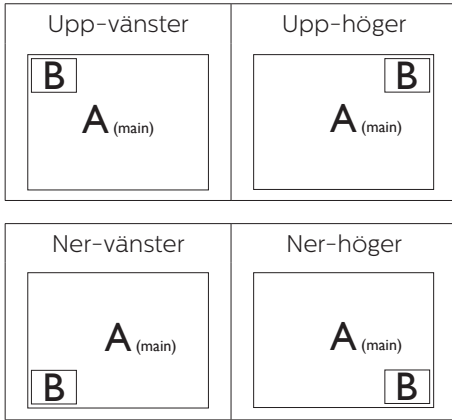 Upp-vänster Upp-höger
B B
A (main) A (main)
Ner-vänster Ner-höger
A (main) A (main)
B B